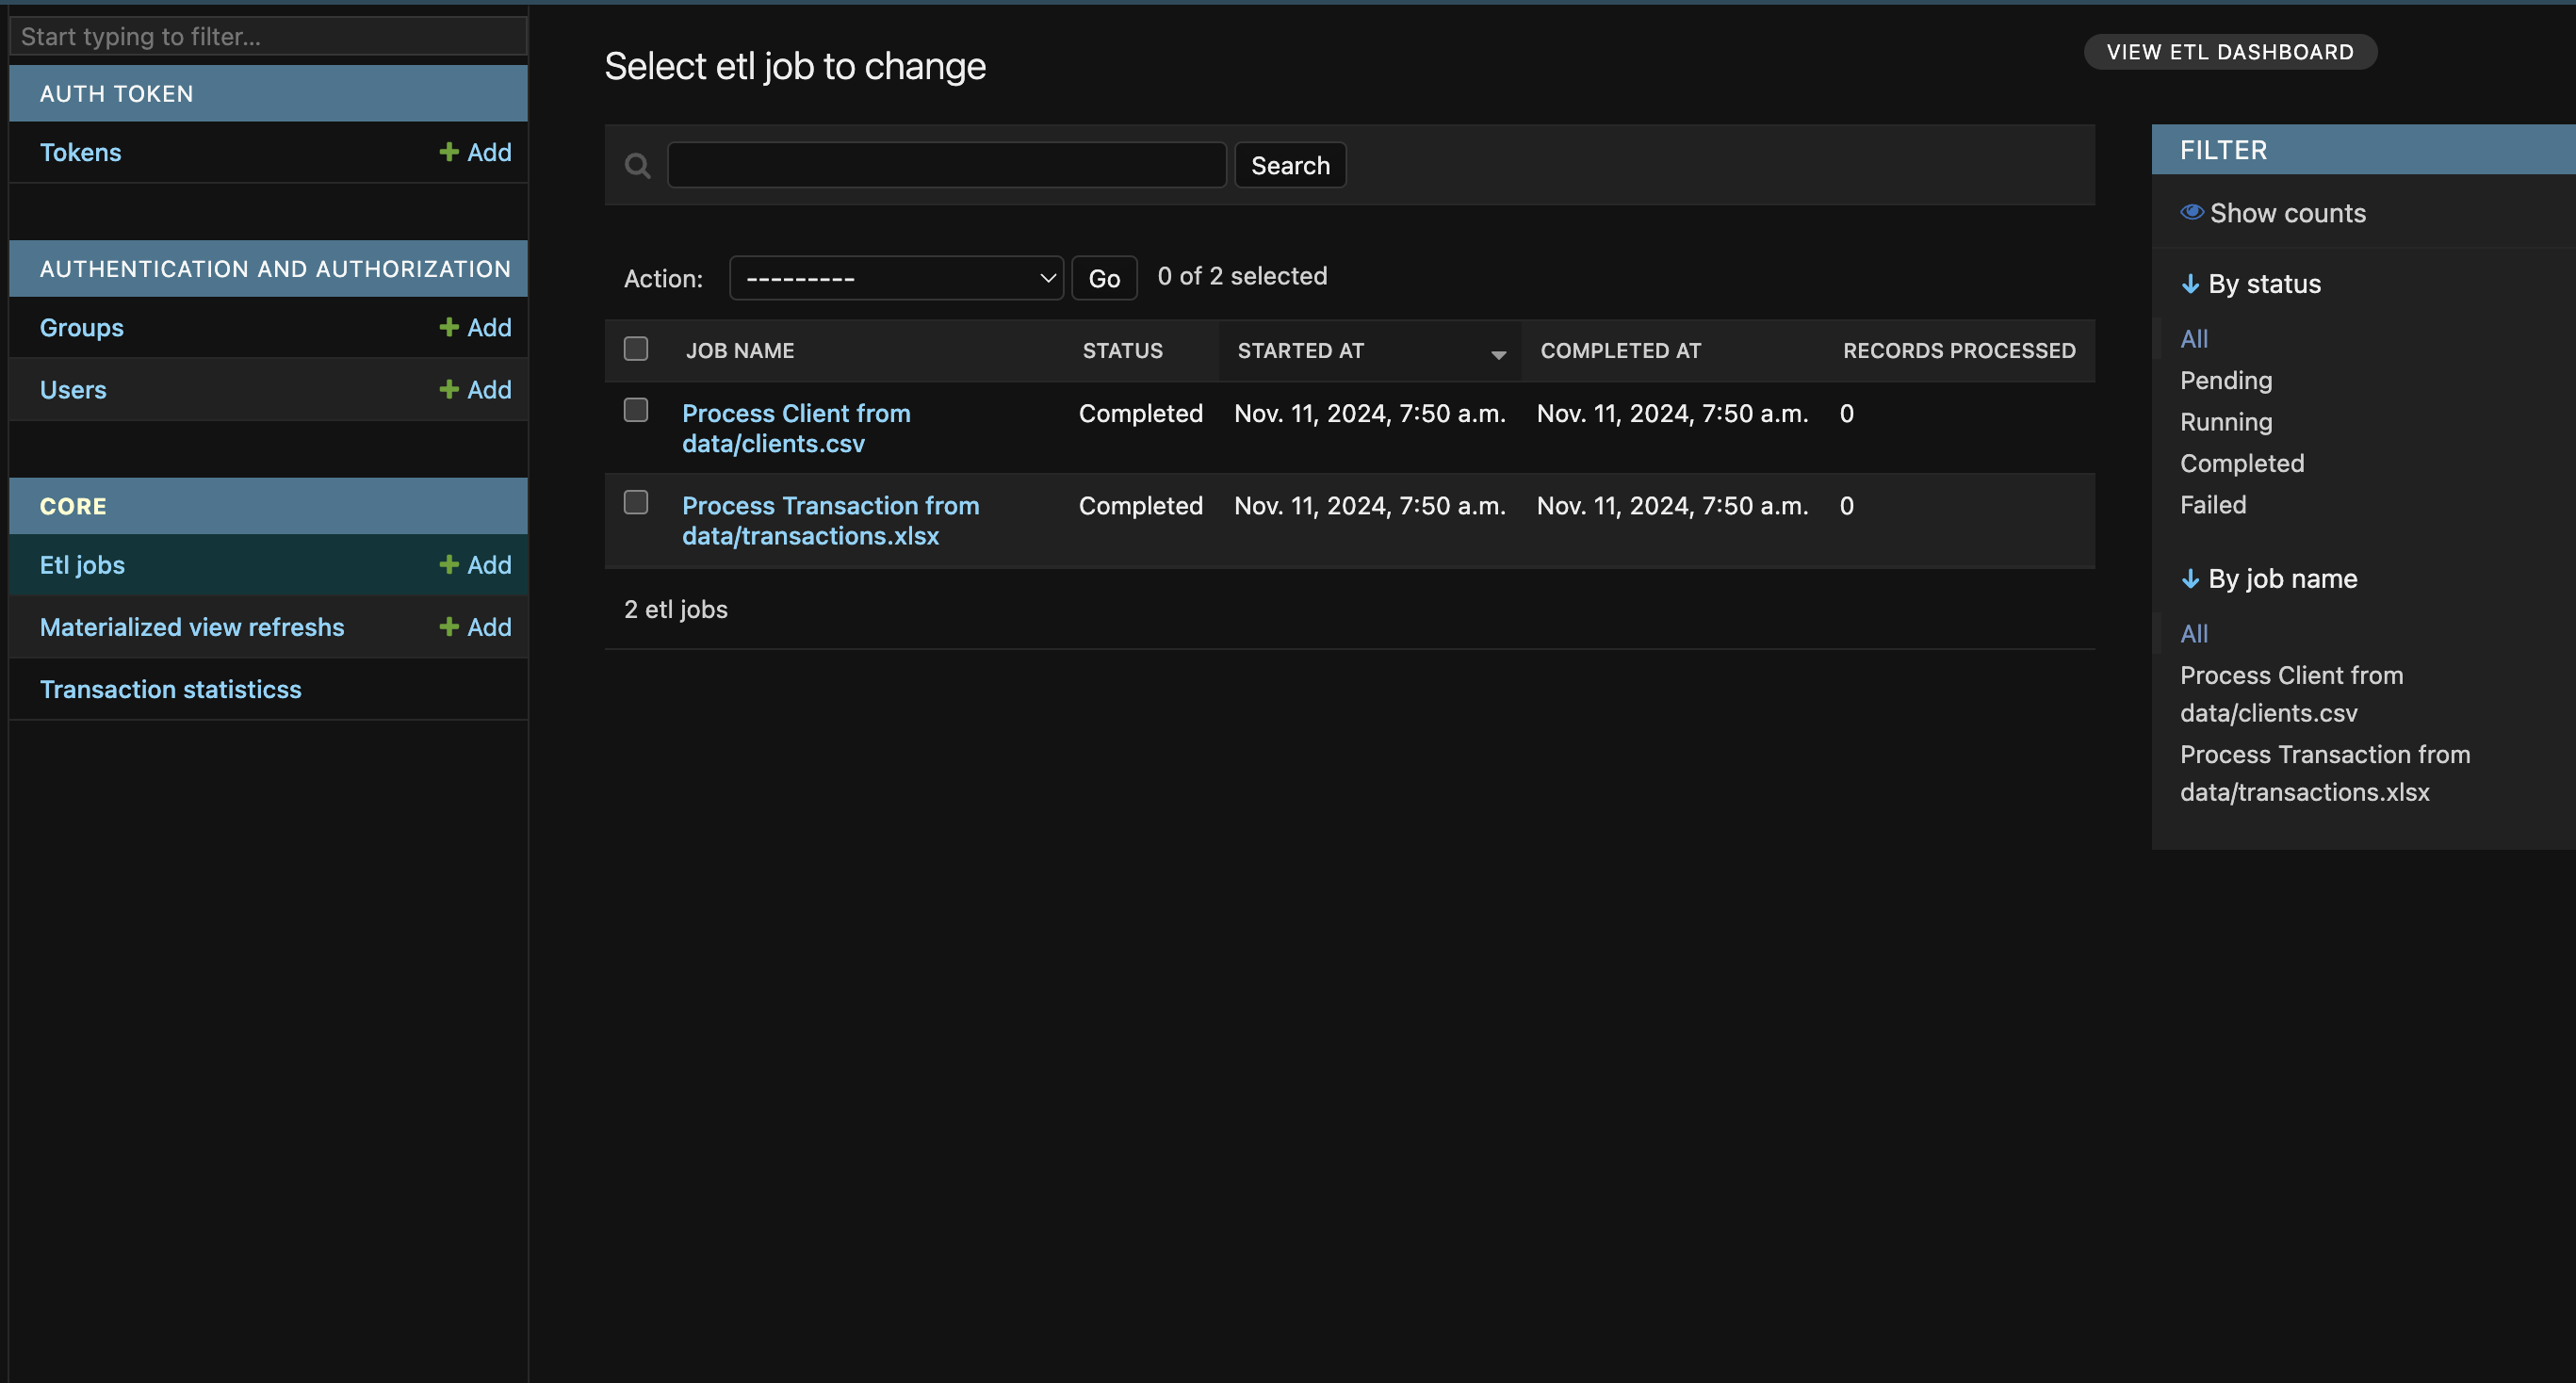 Start typing to filter...
AUTH TOKEN
Tokens
Add
AUTHENTICATION AND AUTHORIZATION
Groups
Add
Users
Add
CORE
Etl jobs
Add
Materialized view refreshs
Add
Transaction statisticss
Select etl job to change
VIEW ETL DASHBOARD
Search
Action:
---------
Go
0 of 2 selected
JOB NAME STATUS STARTED AT COMPLETED AT RECORDS PROCESSED
Process Client from
data/clients.csv
Completed Nov. 11, 2024, 7:50 a.m. Nov. 11, 2024, 7:50 a.m. 0
Process Transaction from
data/transactions.xlsx
Completed Nov. 11, 2024, 7:50 a.m. Nov. 11, 2024, 7:50 a.m. 0
2 etl jobs
FILTER
Show counts
By status
All
Pending
Running
Completed
Failed
By job name
All
Process Client from
data/clients.csv
Process Transaction from
data/transactions.xlsx